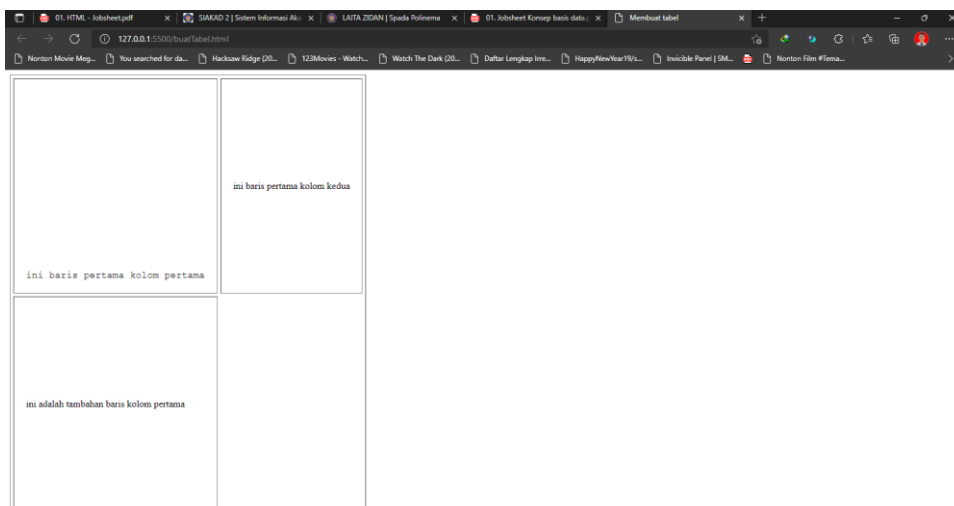 01. HTML - Jobsheet.pdf
SIAKAD 2 | Sistem Informasi Aka
LAITA ZIDAN | Spada Polinema
01. Jobsheet Konsep basis data.p
Membuat tabel
127.0.0.1:5500/buatTabel.html
Norton Movie Meg...
You searched for da...
Hacksaw Ridge (20...
123Movies - Watch...
Watch The Dark (20...
Daftar Lengkap Irre...
HappyNewYear19/s...
Invicible Panel | SM...
Nonton Film #Tema...
ini baris pertama kolom kedua
ini baris pertama kolom pertama
ini adalah tambahan baris kolom pertama